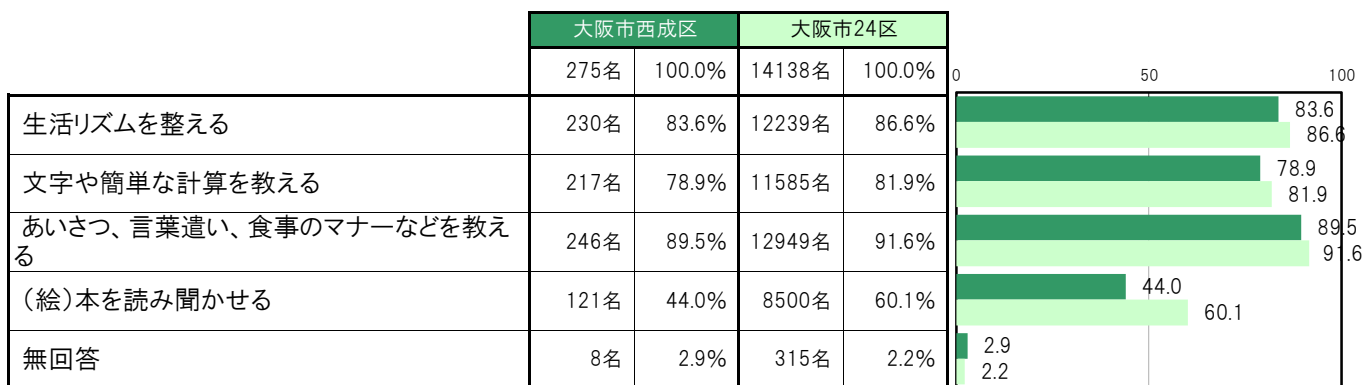 大阪市西成区 大阪市24区
275名 100.0% 14138名 100.0% 0 50 100
生活リズムを整える 230名 83.6% 12239名 86.6% 83.6
86.6
文字や簡単な計算を教える 217名 78.9% 11585名 81.9% 78.9
81.9
あいさつ、言葉遣い、食事のマナーなどを教え
る 246名 89.5% 12949名 91.6% 89.5
91.6
(絵)本を読み聞かせる 121名 44.0% 8500名 60.1% 44.0
60.1
無回答 8名 2.9% 315名 2.2% 2.9
2.2